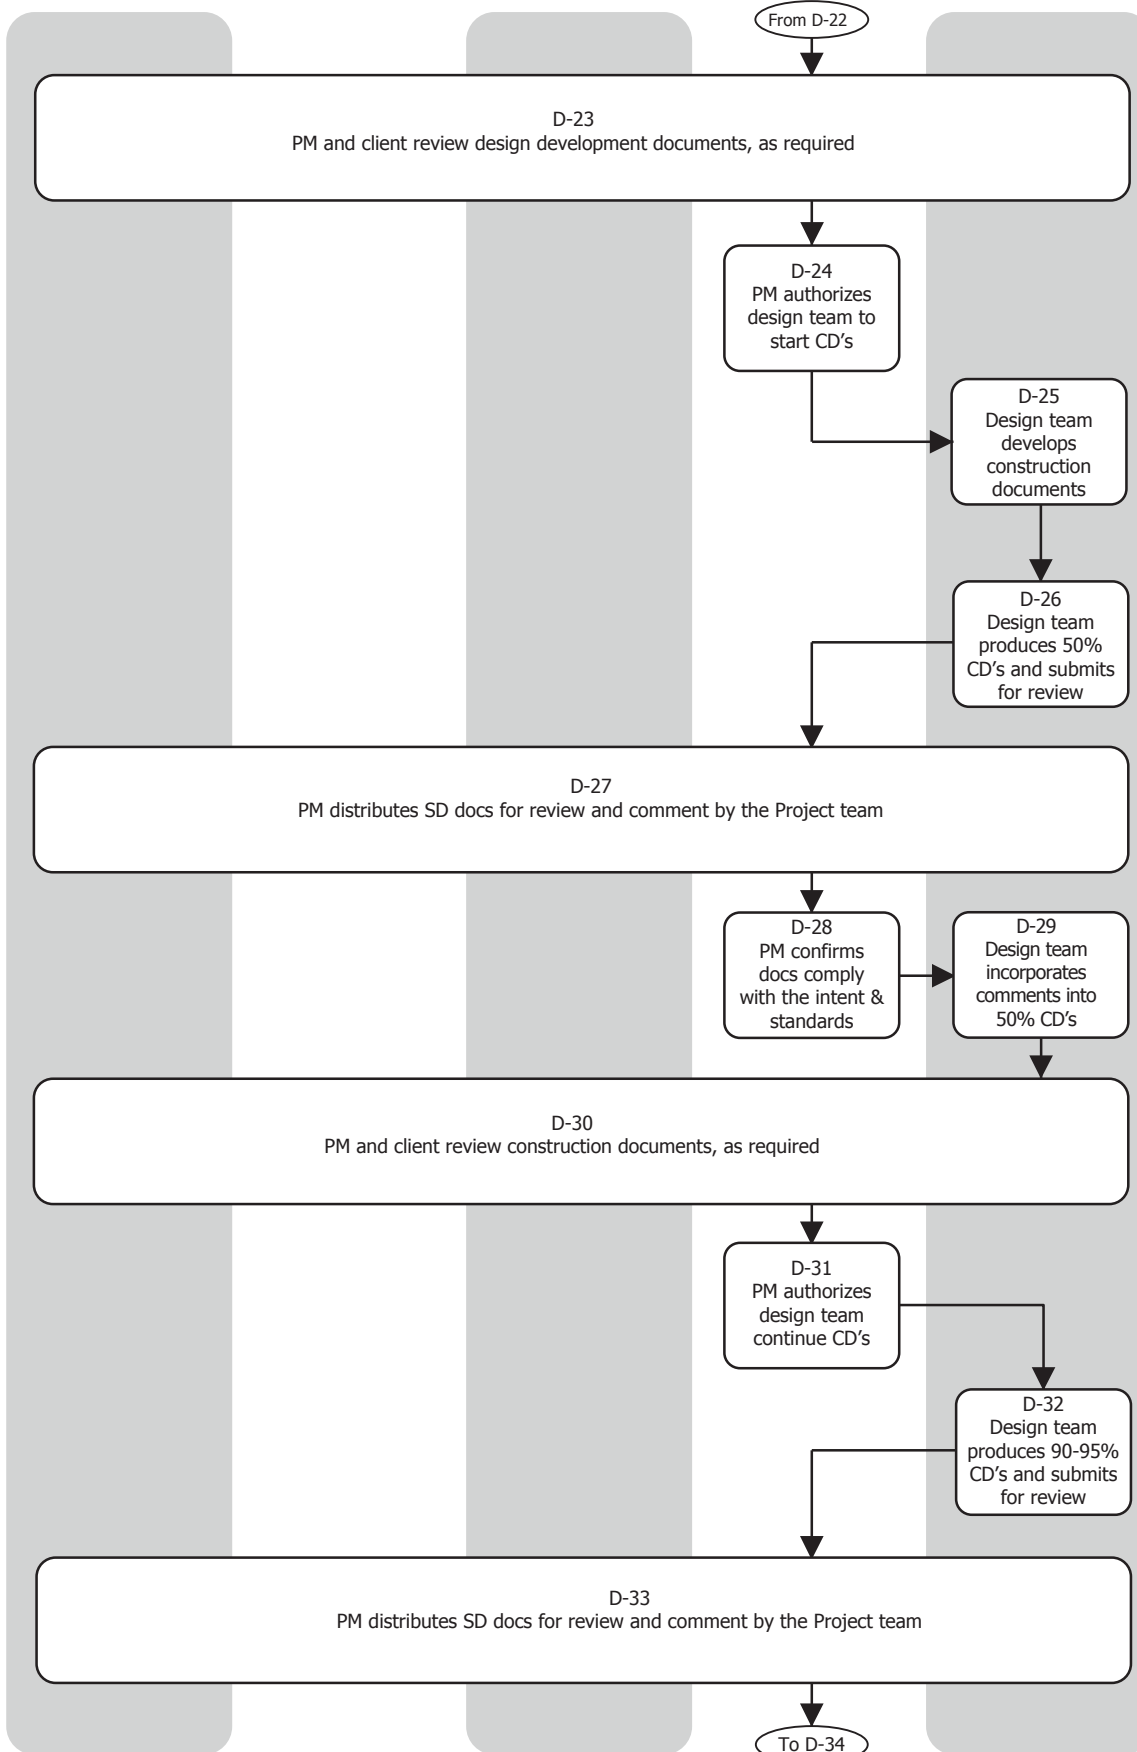 From D-22
D-23
PM and client review design development documents, as required
D-24
PM authorizes
design team to
start CD’s
D-25
Design team
develops
construction
documents
D-26
Design team
produces 50%
CD’s and submits
for review
D-27
PM distributes SD docs for review and comment by the Project team
D-28
PM confirms
docs comply
with the intent &
standards
D-29
Design team
incorporates
comments into
50% CD’s
D-30
PM and client review construction documents, as required
D-31
PM authorizes
design team
continue CD’s
D-32
Design team
produces 90-95%
CD’s and submits
for review
D-33
PM distributes SD docs for review and comment by the Project team
To D-34